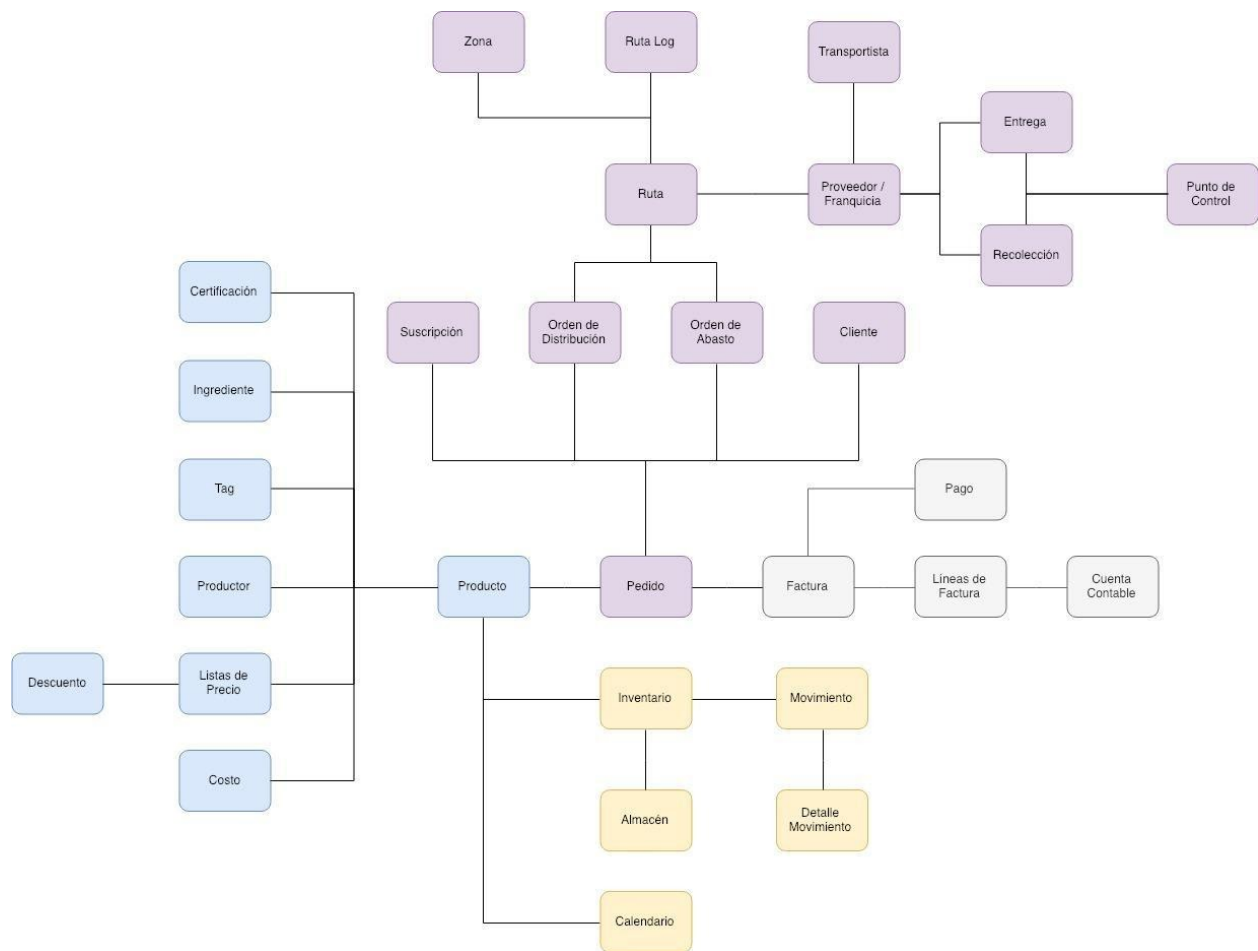 Zona
Ruta Log
Transportista
Entrega
Ruta
Proveedor /
Franquicia
Punto de
Control
Recolección
Certificación
Suscripción
Orden de
Distribución
Orden de
Abasto
Cliente
Ingrediente
Tag
Pago
Productor
Producto
Pedido
Factura
Líneas de
Factura
Cuenta
Contable
Descuento
Listas de
Precio
Inventario
Movimiento
Costo
Almacén
Detalle
Movimiento
Calendario